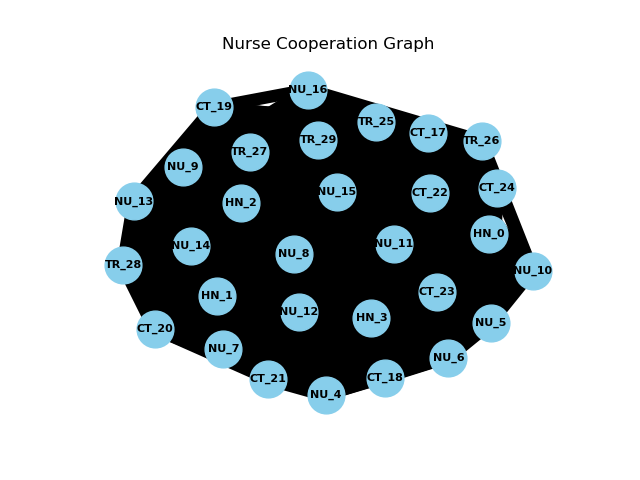 Nurse Cooperation Graph
NU_16
CT_19
TR_25
CT_17
TR_29
TR_26
TR_27
NU_9
CT_24
NU_15
CT_22
NU_13
HN_2
HN_0
NU_11
NU_14
NU_8
TR_28
NU_10
CT_23
HN_1
NU_12
HN_3
NU_5
CT_20
NU_7
NU_6
CT_18
CT_21
NU_4